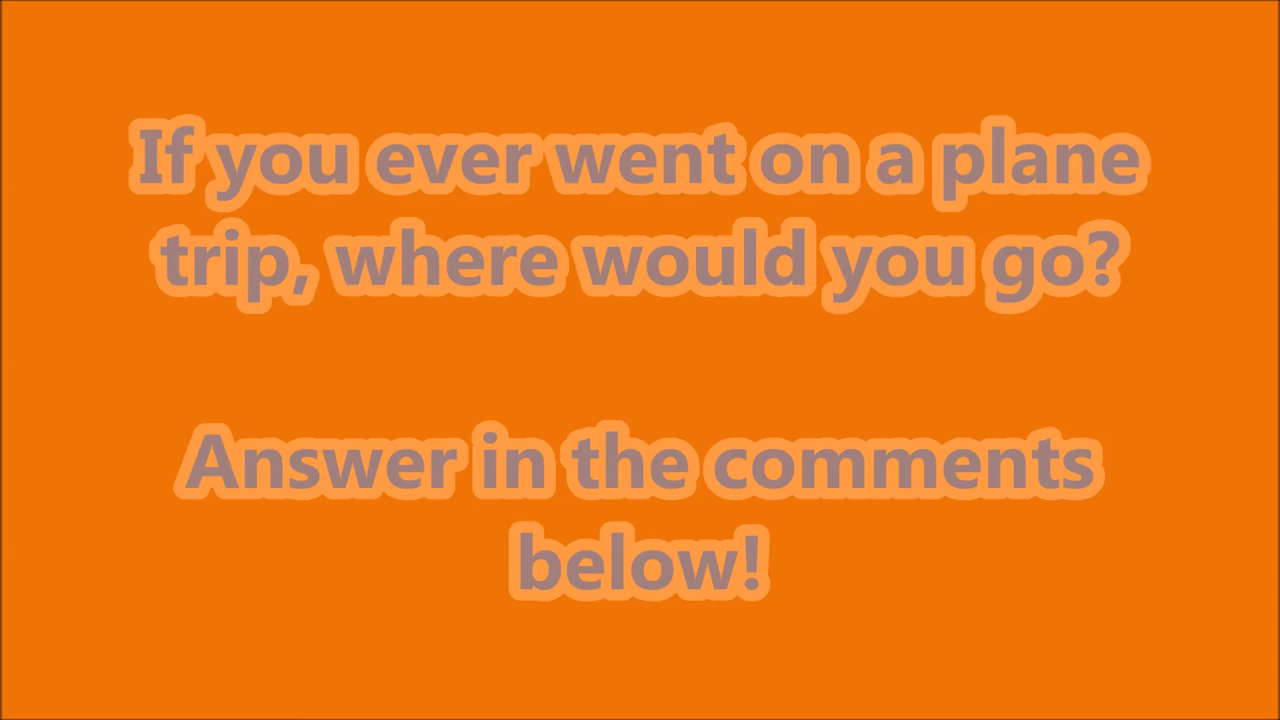 If you ever went on a plane
trip, where would you go?
Answer in the comments
below!